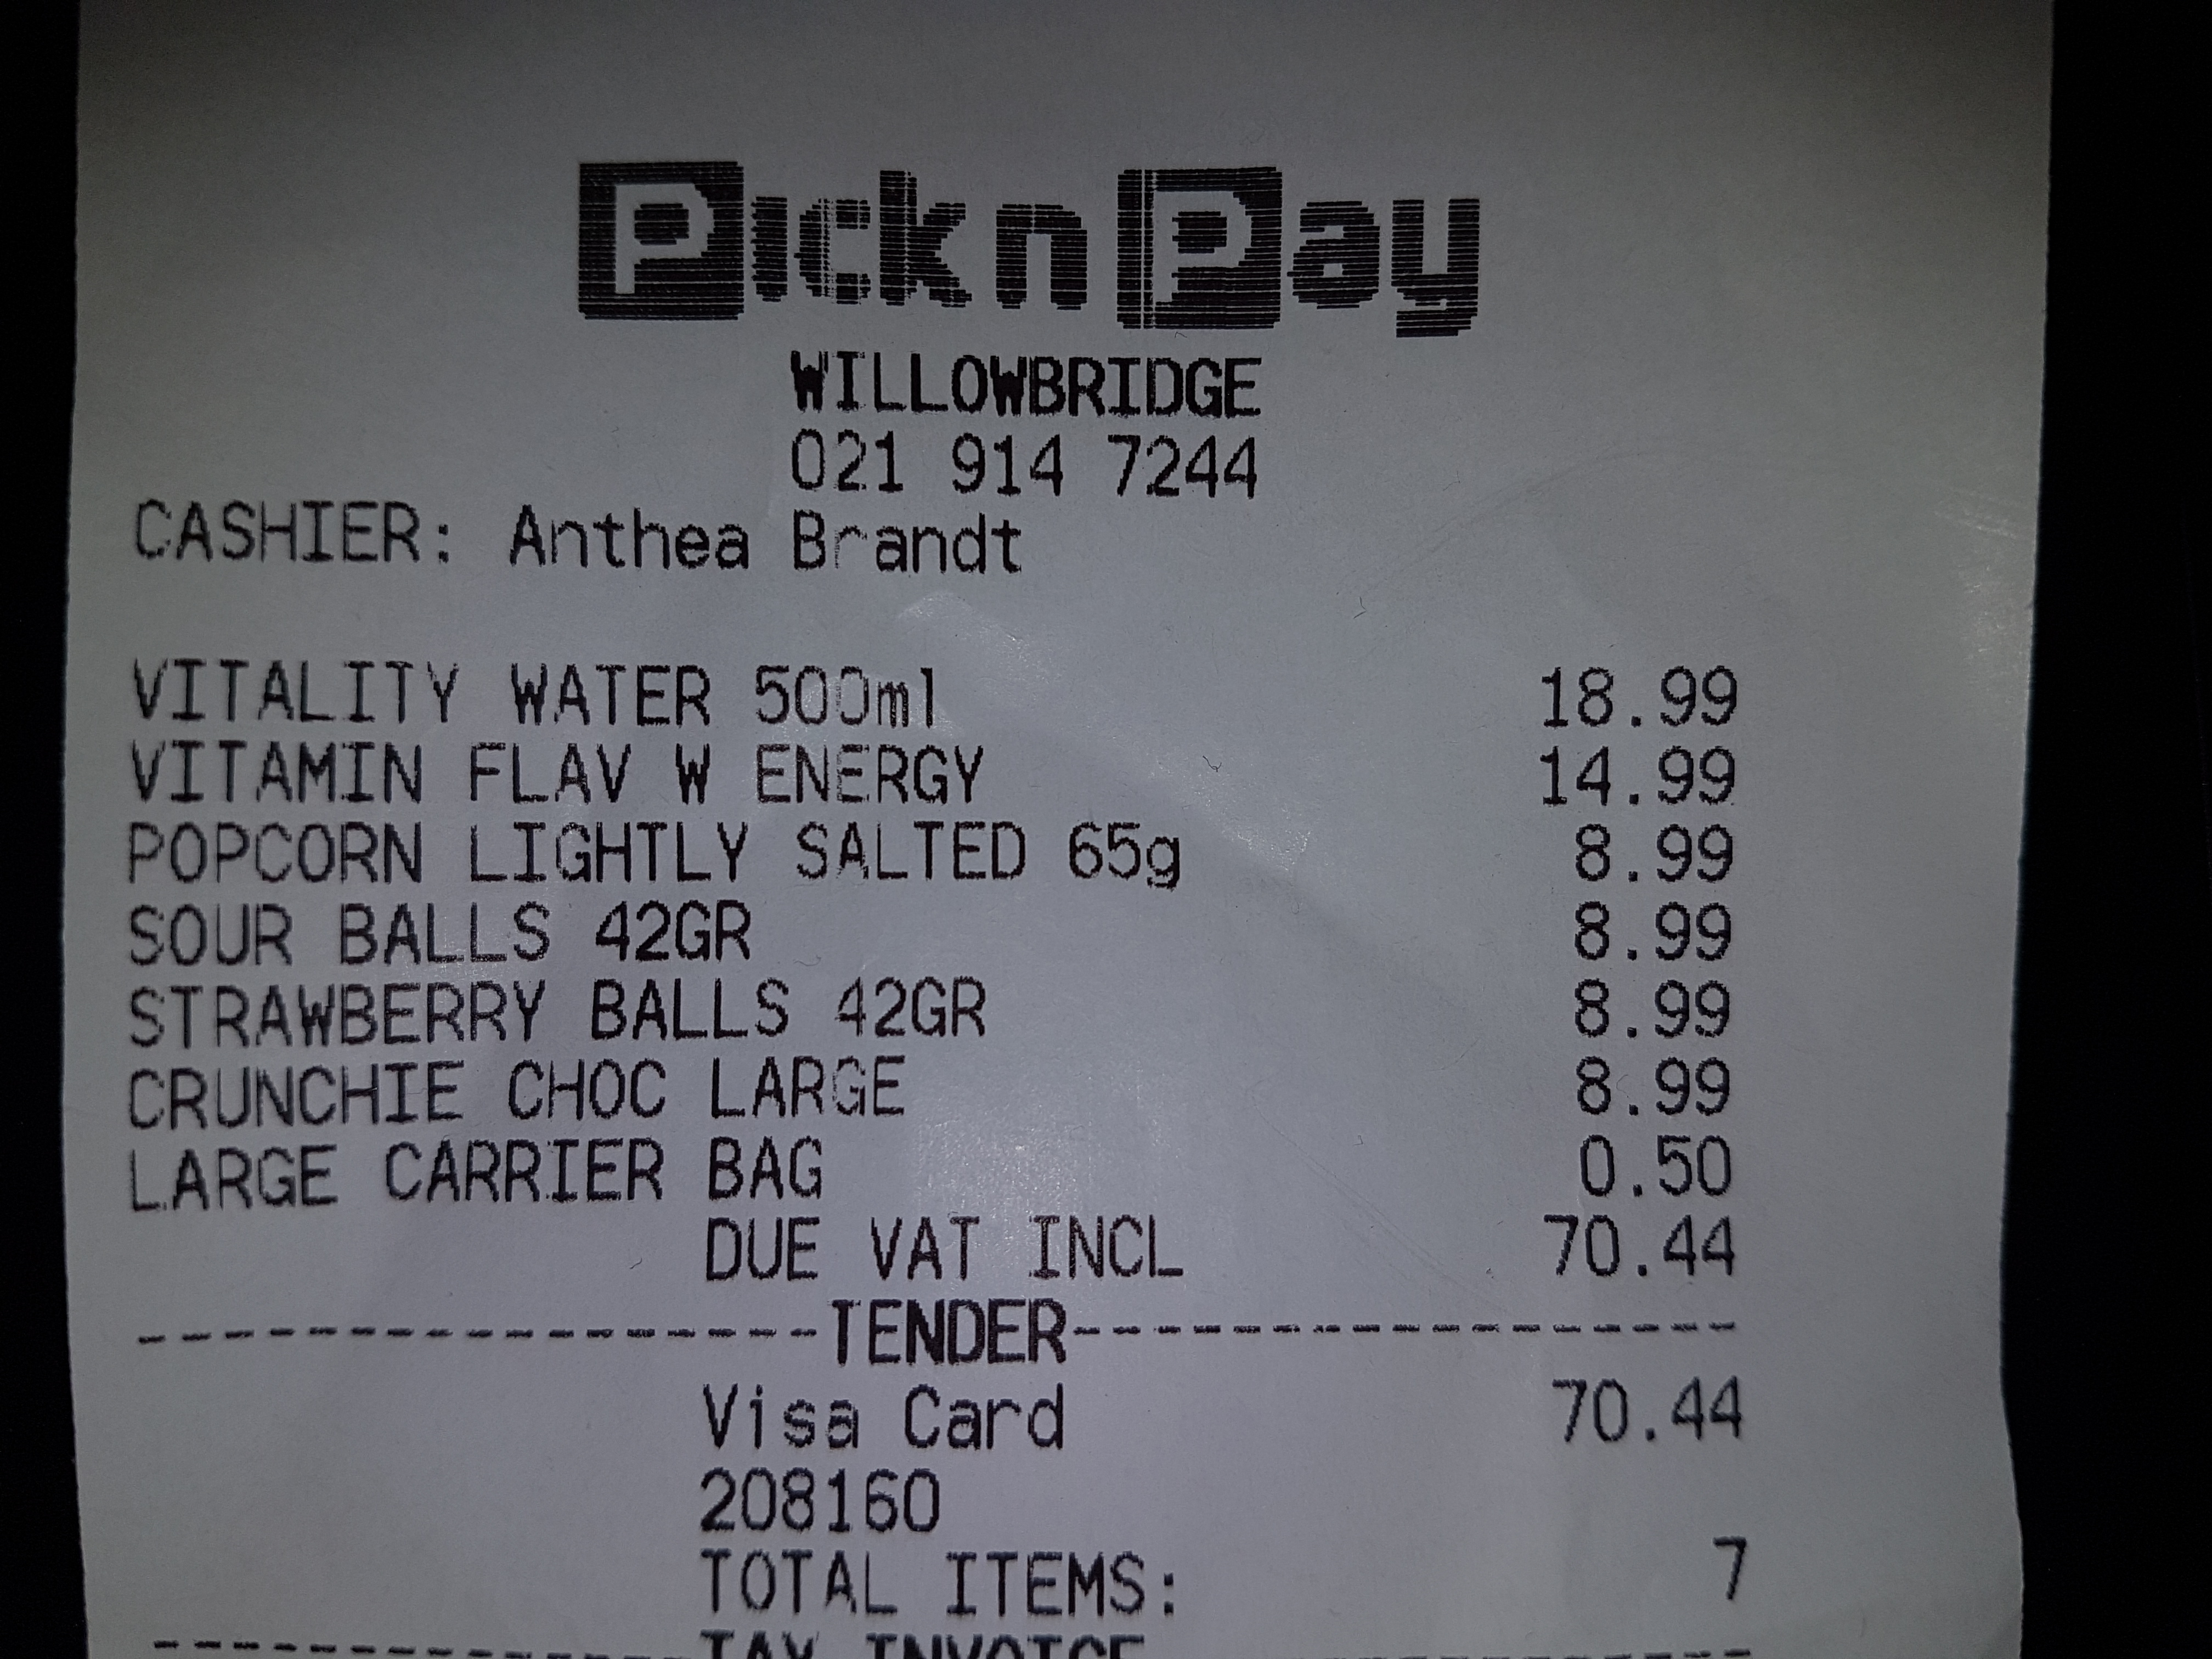 Pick n Pay
WILLOWBRIDGE
021 914 7244
CASHIER: Anthea Brandt
VITALITY WATER 500ml 18.99
VITAMIN FLAV W ENERGY 14.99
POPCORN LIGHTLY SALTED 65g 8.99
SOUR BALLS 42GR 8.99
STRAWBERRY BALLS 42GR 8.99
CRUNCHIE CHOC LARGE 8.99
LARGE CARRIER BAG 0.50
DUE VAT INCL 70.44
------------------TENDER------------------
Visa Card 70.44
208160
TOTAL ITEMS: 7
---------------TAX INVOICE----------------